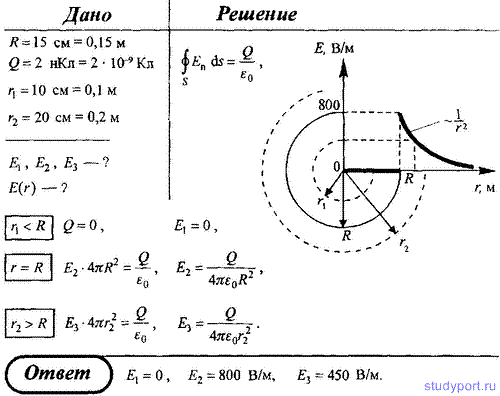 Дано
Решение
R = 15 см = 0,15 м
Q = 2 нКл = 2 · 10⁻⁹ Кл
r₁ = 10 см = 0,1 м
r₂ = 20 см = 0,2 м
E₁ , E₂ , E₃ — ?
E(r) — ?
∮_S Eₙ ds = Q/ε₀ ,
E, В/м
800
~ 1/r²
0
R
r, м
r₁
R
r₂
r₁ < R Q = 0 , E₁ = 0 ,
r = R E₂ · 4πR² = Q/ε₀ , E₂ = Q/(4πε₀R²) ,
r₂ > R E₃ · 4πr₂² = Q/ε₀ , E₃ = Q/(4πε₀r₂²) .
Ответ E₁ = 0 , E₂ = 800 В/м, E₃ = 450 В/м.
studyport.ru